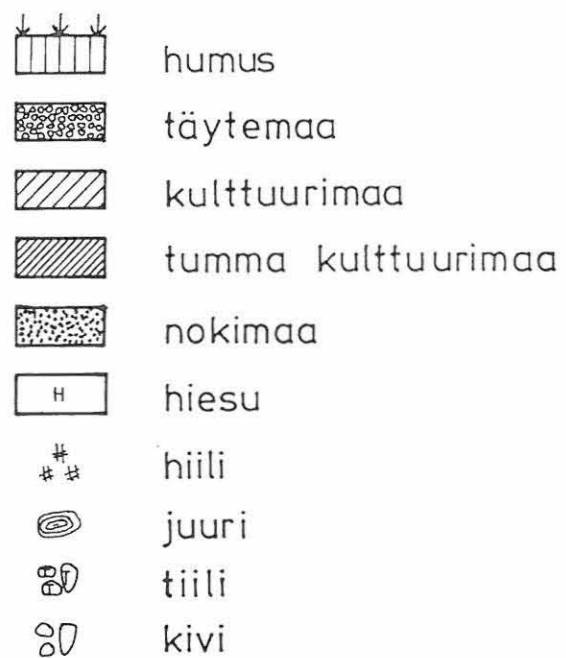 humus
täytemaa
kulttuurimaa
tumma kulttuurimaa
nokimaa
H hiesu
hiili
juuri
tiili
kivi